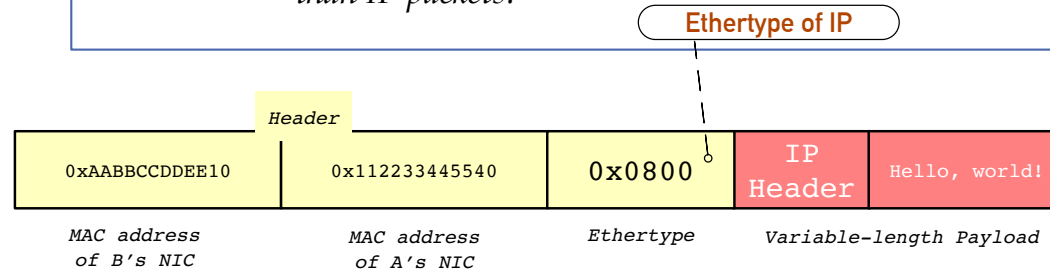 than IP packets.
Ethertype of IP
Header
0xAABBCCDDEE10 0x112233445540 0x0800 IP Header Hello, world!
MAC address of B's NIC
MAC address of A's NIC
Ethertype
Variable-length Payload